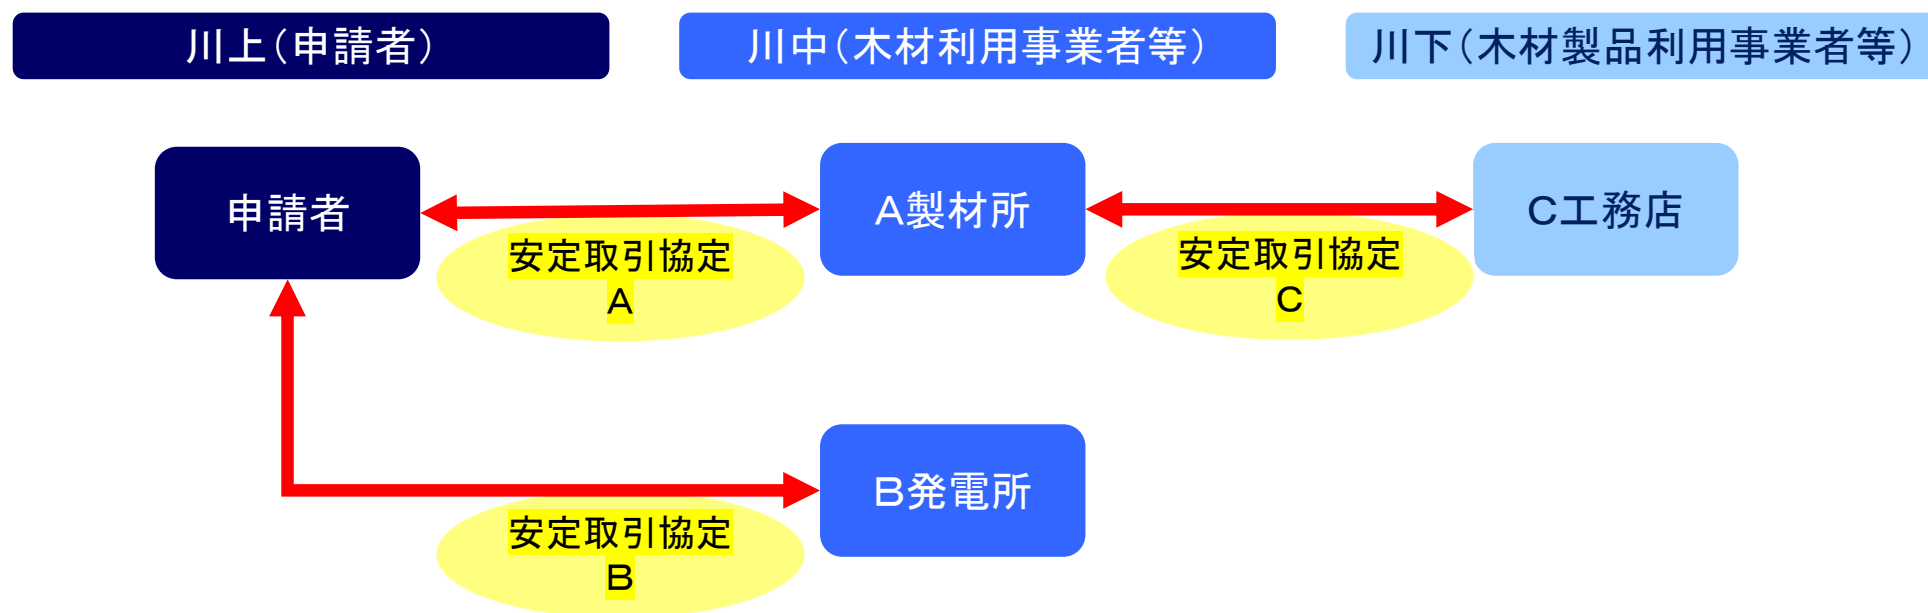 川上（申請者）
川中（木材利用事業者等）
川下（木材製品利用事業者等）
申請者
安定取引協定
A
A製材所
安定取引協定
C
C工務店
安定取引協定
B
B発電所